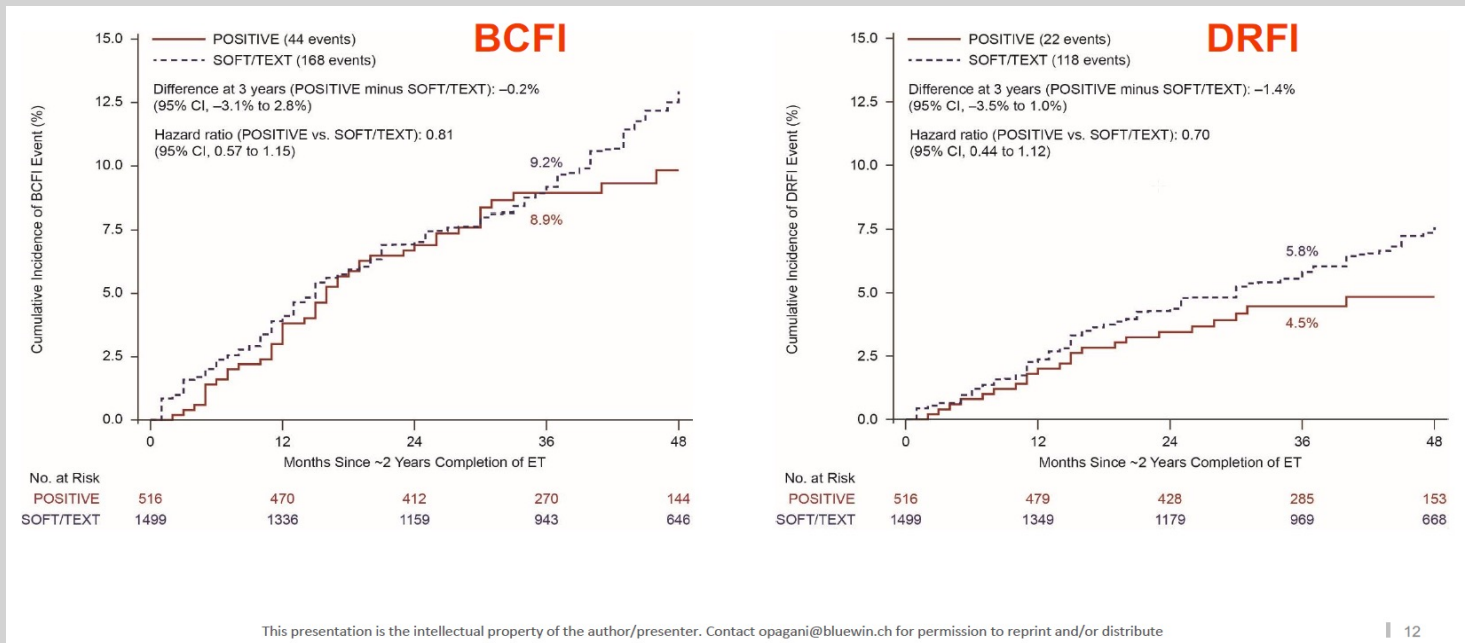 BCFI
POSITIVE (44 events)
SOFT/TEXT (168 events)
Difference at 3 years (POSITIVE minus SOFT/TEXT): –0.2%
(95% CI, –3.1% to 2.8%)
Hazard ratio (POSITIVE vs. SOFT/TEXT): 0.81
(95% CI, 0.57 to 1.15)
Cumulative Incidence of BCFI Event (%)
15.0
12.5
10.0
7.5
5.0
2.5
0.0
9.2%
8.9%
0 12 24 36 48
Months Since ~2 Years Completion of ET
No. at Risk
POSITIVE 516 470 412 270 144
SOFT/TEXT 1499 1336 1159 943 646
DRFI
POSITIVE (22 events)
SOFT/TEXT (118 events)
Difference at 3 years (POSITIVE minus SOFT/TEXT): –1.4%
(95% CI, –3.5% to 1.0%)
Hazard ratio (POSITIVE vs. SOFT/TEXT): 0.70
(95% CI, 0.44 to 1.12)
Cumulative Incidence of DRFI Event (%)
15.0
12.5
10.0
7.5
5.0
2.5
0.0
5.8%
4.5%
0 12 24 36 48
Months Since ~2 Years Completion of ET
No. at Risk
POSITIVE 516 479 428 285 153
SOFT/TEXT 1499 1349 1179 969 668
This presentation is the intellectual property of the author/presenter. Contact opagani@bluewin.ch for permission to reprint and/or distribute
12